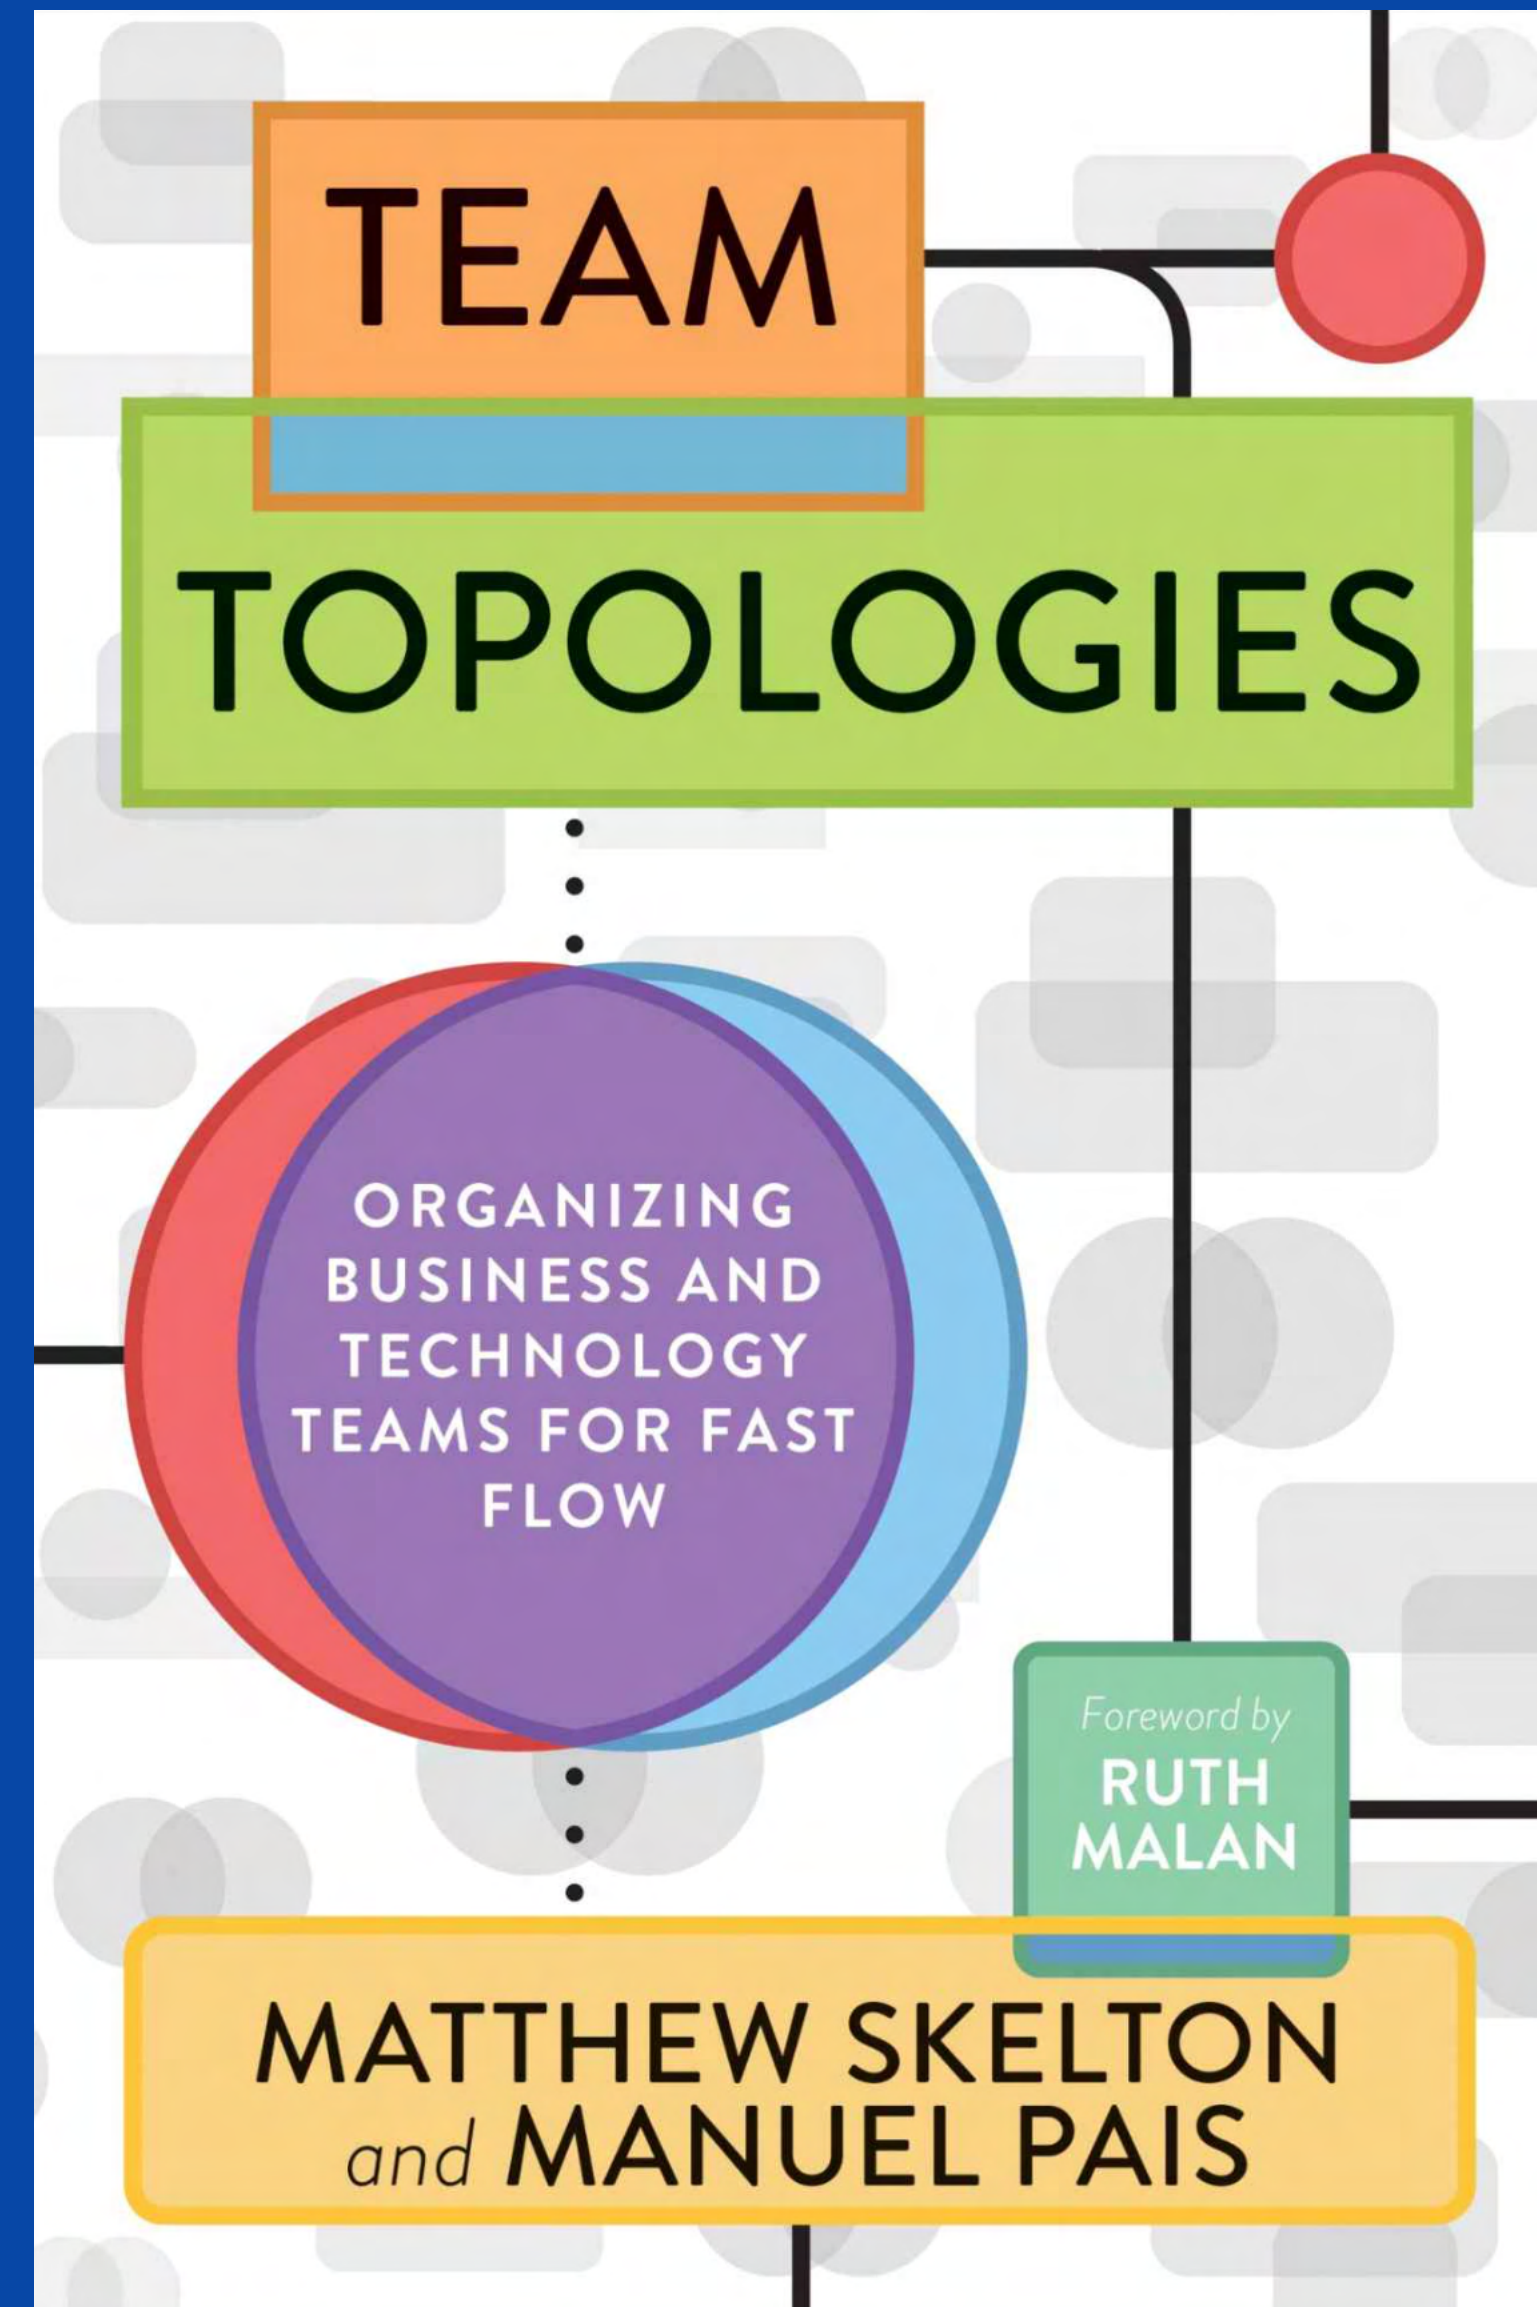 TEAM
TOPOLOGIES
ORGANIZING
BUSINESS AND
TECHNOLOGY
TEAMS FOR FAST
FLOW
Foreword by
RUTH
MALAN
MATTHEW SKELTON
and MANUEL PAIS